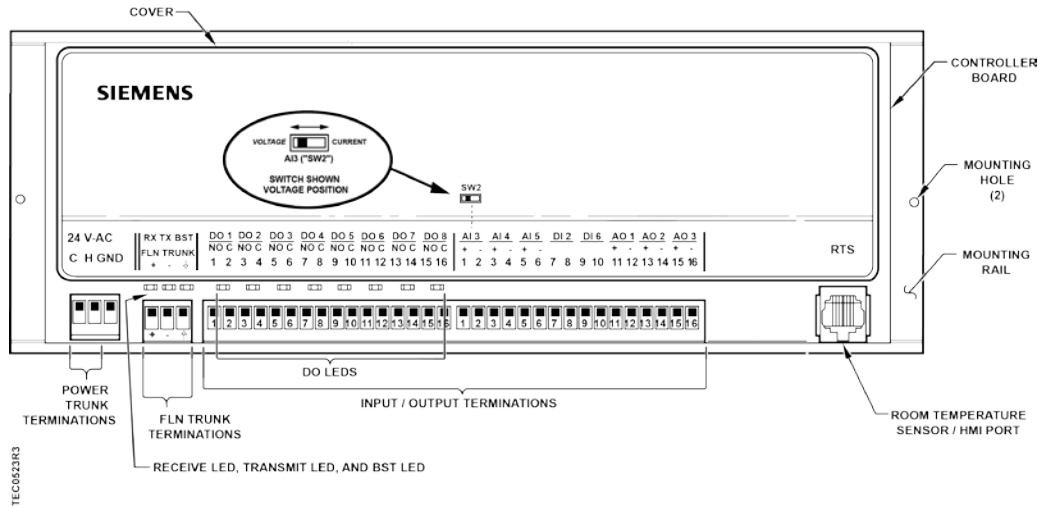 COVER
CONTROLLER
BOARD
SIEMENS
VOLTAGE
CURRENT
AI3 ("SW2")
SWITCH SHOWN
VOLTAGE POSITION
SW2
MOUNTING
HOLE
(2)
24 V-AC
C H GND
RX TX BST
FLN TRUNK
+ -
DO 1 DO 2 DO 3 DO 4 DO 5 DO 6 DO 7 DO 8
NO C NO C NO C NO C NO C NO C NO C NO C
1 2 3 4 5 6 7 8 9 10 11 12 13 14 15 16
AI 3 AI 4 AI 5 DI 2 DI 6 AO 1 AO 2 AO 3
+ - + - + - + - + - + -
1 2 3 4 5 6 7 8 9 10 11 12 13 14 15 16
RTS
MOUNTING
RAIL
+ -
1 2 3 4 5 6 7 8 9 10 11 12 13 14 15 16
1 2 3 4 5 6 7 8 9 10 11 12 13 14 15 16
DO LEDS
POWER
TRUNK
TERMINATIONS
FLN TRUNK
TERMINATIONS
INPUT / OUTPUT TERMINATIONS
ROOM TEMPERATURE
SENSOR / HMI PORT
RECEIVE LED, TRANSMIT LED, AND BST LED
TEC0523R3